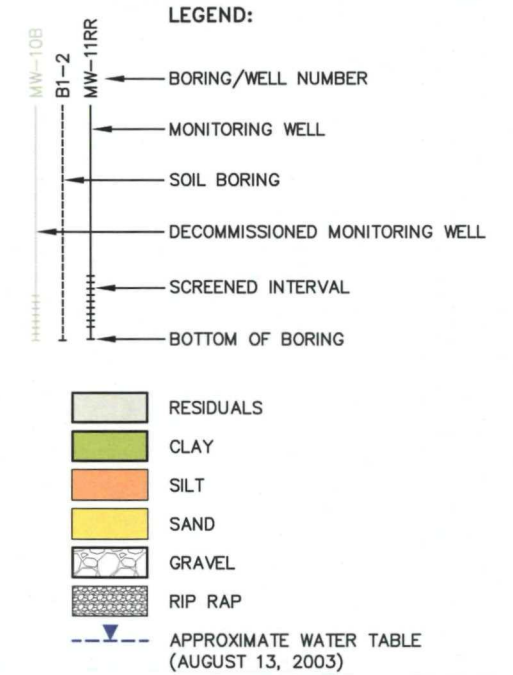 LEGEND:
MW-10B
B1-2
MW-11RR
BORING/WELL NUMBER
MONITORING WELL
SOIL BORING
DECOMMISSIONED MONITORING WELL
SCREENED INTERVAL
BOTTOM OF BORING
RESIDUALS
CLAY
SILT
SAND
GRAVEL
RIP RAP
APPROXIMATE WATER TABLE
(AUGUST 13, 2003)